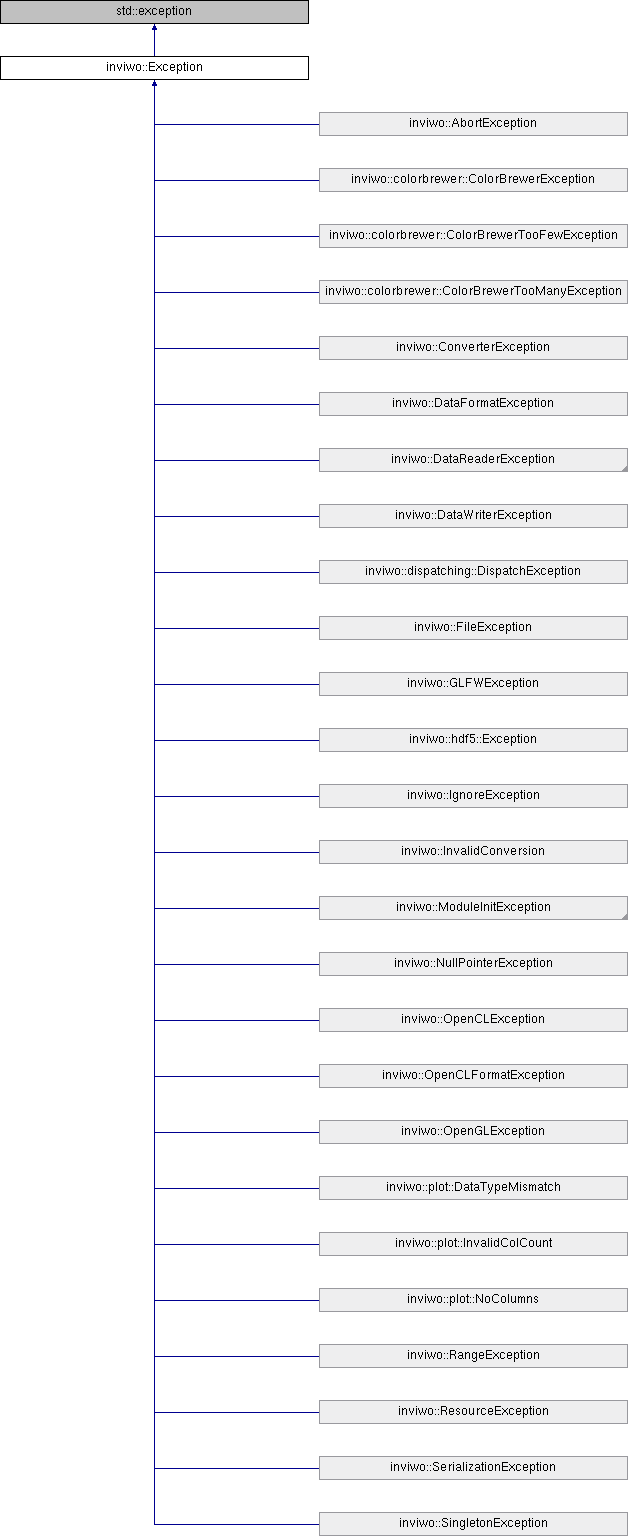 std::exception
inviwo::Exception
inviwo::AbortException
inviwo::colorbrewer::ColorBrewerException
inviwo::colorbrewer::ColorBrewerTooFewException
inviwo::colorbrewer::ColorBrewerTooManyException
inviwo::ConverterException
inviwo::DataFormatException
inviwo::DataReaderException
inviwo::DataWriterException
inviwo::dispatching::DispatchException
inviwo::FileException
inviwo::GLFWException
inviwo::hdf5::Exception
inviwo::IgnoreException
inviwo::InvalidConversion
inviwo::ModuleInitException
inviwo::NullPointerException
inviwo::OpenCLException
inviwo::OpenCLFormatException
inviwo::OpenGLException
inviwo::plot::DataTypeMismatch
inviwo::plot::InvalidColCount
inviwo::plot::NoColumns
inviwo::RangeException
inviwo::ResourceException
inviwo::SerializationException
inviwo::SingletonException